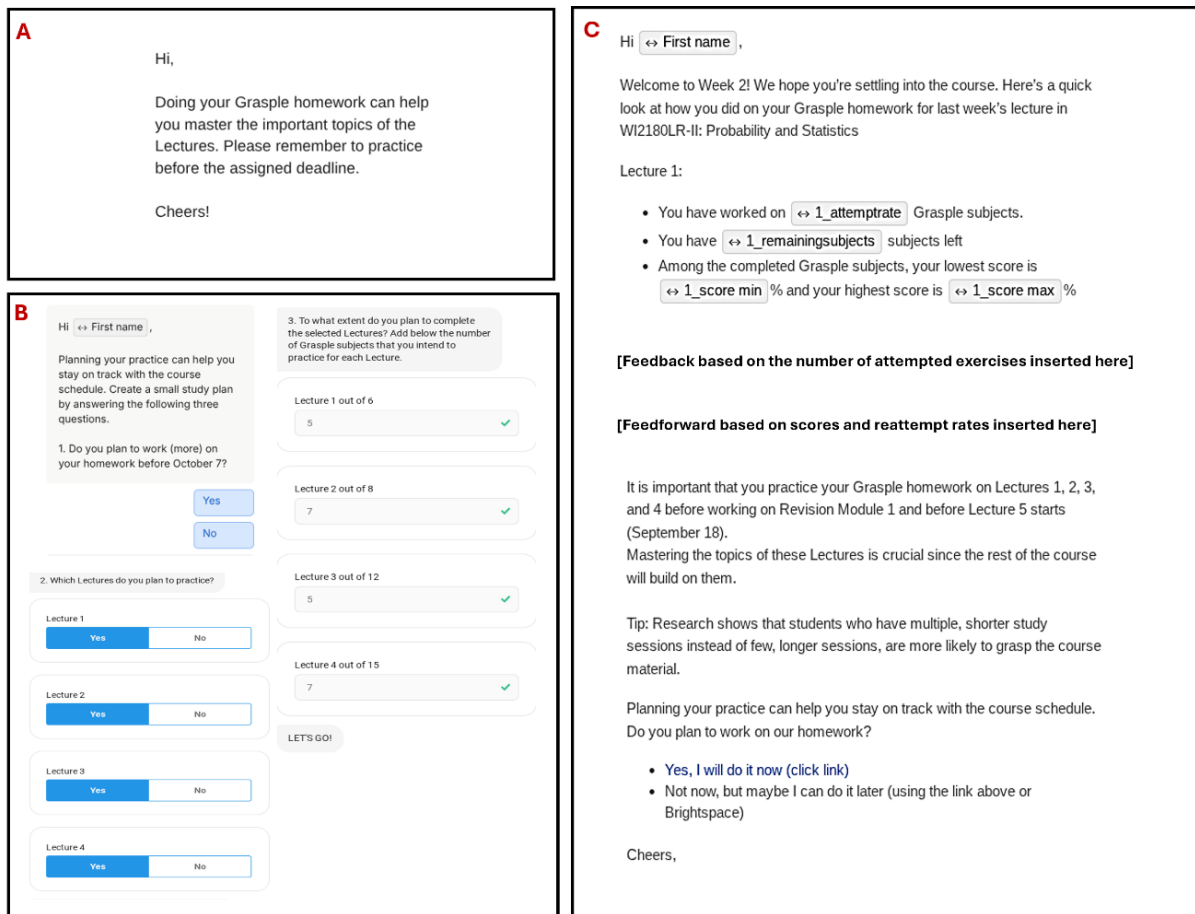 A
Hi,
Doing your Grasple homework can help
you master the important topics of the
Lectures. Please remember to practice
before the assigned deadline.
Cheers!
B
Hi ↔ First name ,
Planning your practice can help you
stay on track with the course
schedule. Create a small study plan
by answering the following three
questions.
1. Do you plan to work (more) on
your homework before October 7?
Yes
No
2. Which Lectures do you plan to practice?
Lecture 1
Yes No
Lecture 2
Yes No
Lecture 3
Yes No
Lecture 4
Yes No
3. To what extent do you plan to complete
the selected Lectures? Add below the number
of Grasple subjects that you intend to
practice for each Lecture.
Lecture 1 out of 6
5
Lecture 2 out of 8
7
Lecture 3 out of 12
5
Lecture 4 out of 15
7
LET'S GO!
C
Hi ↔ First name ,
Welcome to Week 2! We hope you're settling into the course. Here's a quick
look at how you did on your Grasple homework for last week's lecture in
WI2180LR-II: Probability and Statistics
Lecture 1:
• You have worked on ↔ 1_attemptrate Grasple subjects.
• You have ↔ 1_remainingsubjects subjects left
• Among the completed Grasple subjects, your lowest score is
↔ 1_score min % and your highest score is ↔ 1_score max %
[Feedback based on the number of attempted exercises inserted here]
[Feedforward based on scores and reattempt rates inserted here]
It is important that you practice your Grasple homework on Lectures 1, 2, 3,
and 4 before working on Revision Module 1 and before Lecture 5 starts
(September 18).
Mastering the topics of these Lectures is crucial since the rest of the course
will build on them.
Tip: Research shows that students who have multiple, shorter study
sessions instead of few, longer sessions, are more likely to grasp the course
material.
Planning your practice can help you stay on track with the course schedule.
Do you plan to work on our homework?
• Yes, I will do it now (click link)
• Not now, but maybe I can do it later (using the link above or
Brightspace)
Cheers,